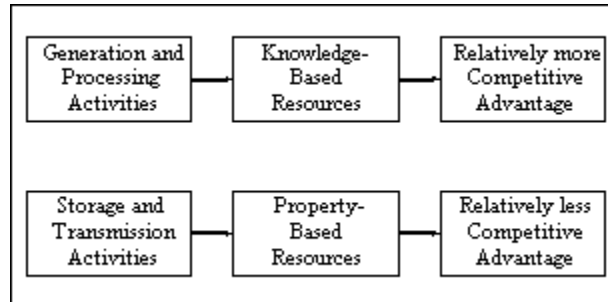 Generation and
Processing
Activities
Knowledge-
Based
Resources
Relatively more
Competitive
Advantage
Storage and
Transmission
Activities
Property-
Based
Resources
Relatively less
Competitive
Advantage